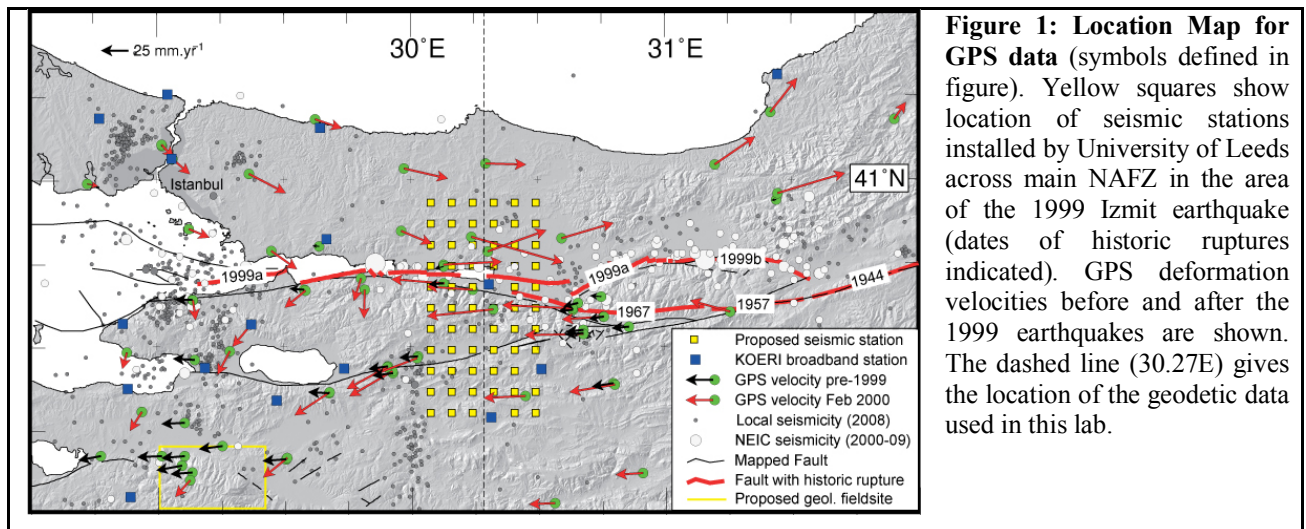 25 mm.yr⁻¹
30˚E
31˚E
41˚N
Istanbul
1999a
1999a
1999b
1944
1957
1967
Proposed seismic station
KOERI broadband station
GPS velocity pre-1999
GPS velocity Feb 2000
Local seismicity (2008)
NEIC seismicity (2000-09)
Mapped Fault
Fault with historic rupture
Proposed geol. fieldsite
Figure 1: Location Map for
GPS data (symbols defined in
figure). Yellow squares show
location of seismic stations
installed by University of Leeds
across main NAFZ in the area
of the 1999 Izmit earthquake
(dates of historic ruptures
indicated). GPS deformation
velocities before and after the
1999 earthquakes are shown.
The dashed line (30.27E) gives
the location of the geodetic data
used in this lab.